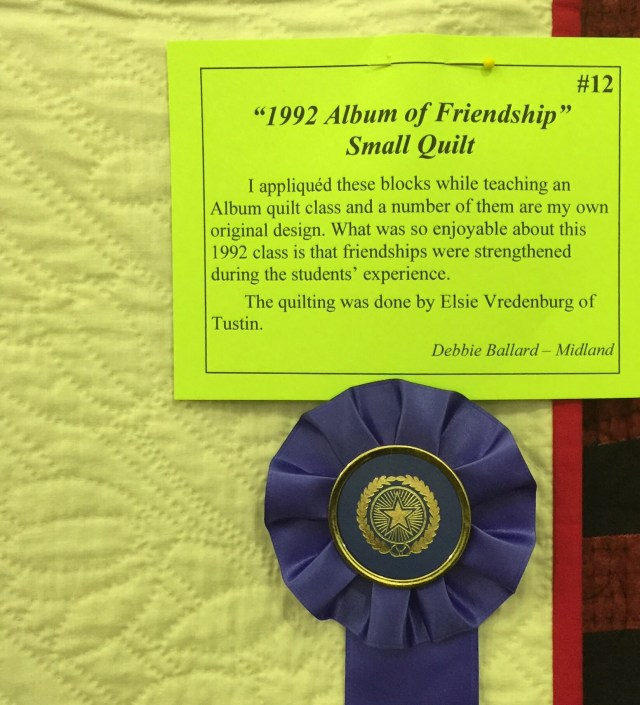 #12
“1992 Album of Friendship”
Small Quilt
I appliquéd these blocks while teaching an
Album quilt class and a number of them are my own
original design. What was so enjoyable about this
1992 class is that friendships were strengthened
during the students’ experience.
The quilting was done by Elsie Vredenburg of
Tustin.
Debbie Ballard – Midland